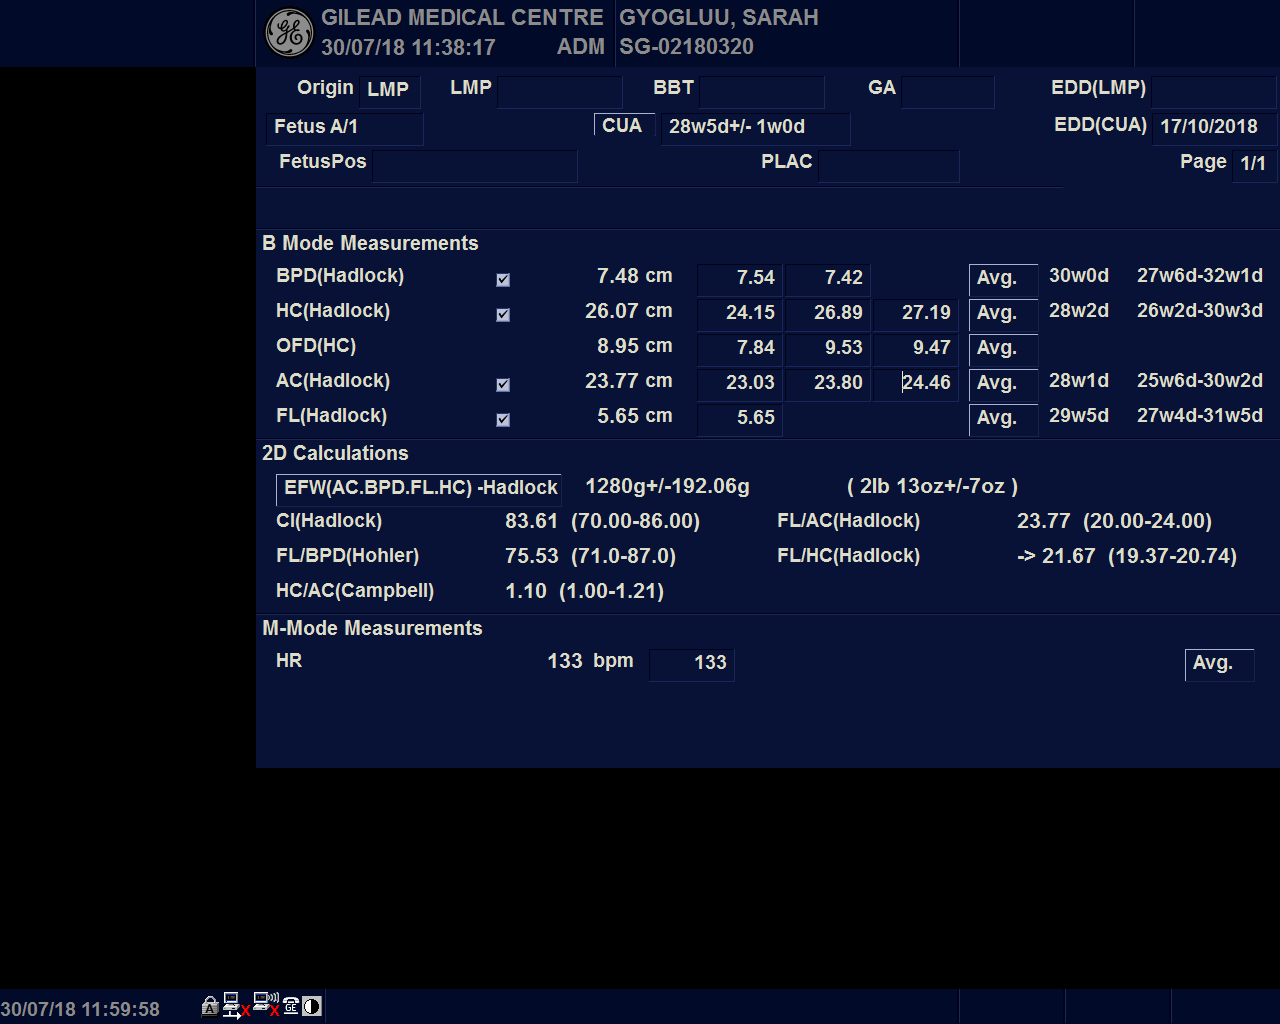 GILEAD MEDICAL CENTRE GYOGLUU, SARAH
30/07/18 11:38:17 ADM SG-02180320
Origin LMP LMP BBT GA EDD(LMP)
Fetus A/1 CUA 28w5d+/- 1w0d EDD(CUA) 17/10/2018
FetusPos PLAC Page 1/1
B Mode Measurements
BPD(Hadlock) 7.48 cm 7.54 7.42 Avg. 30w0d 27w6d-32w1d
HC(Hadlock) 26.07 cm 24.15 26.89 27.19 Avg. 28w2d 26w2d-30w3d
OFD(HC) 8.95 cm 7.84 9.53 9.47 Avg.
AC(Hadlock) 23.77 cm 23.03 23.80 24.46 Avg. 28w1d 25w6d-30w2d
FL(Hadlock) 5.65 cm 5.65 Avg. 29w5d 27w4d-31w5d
2D Calculations
EFW(AC.BPD.FL.HC) -Hadlock 1280g+/-192.06g ( 2lb 13oz+/-7oz )
CI(Hadlock) 83.61 (70.00-86.00) FL/AC(Hadlock) 23.77 (20.00-24.00)
FL/BPD(Hohler) 75.53 (71.0-87.0) FL/HC(Hadlock) -> 21.67 (19.37-20.74)
HC/AC(Campbell) 1.10 (1.00-1.21)
M-Mode Measurements
HR 133 bpm 133 Avg.
30/07/18 11:59:58 A GE